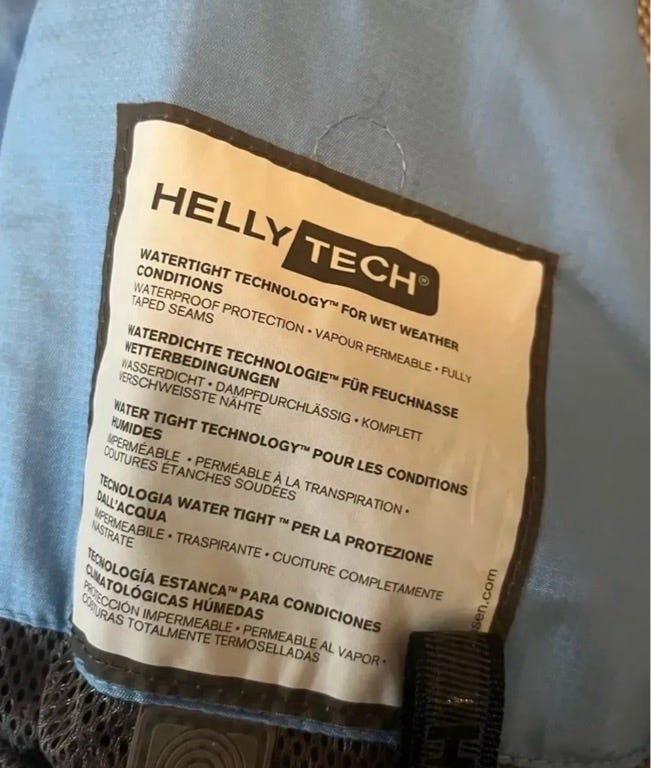 HELLY TECH®
WATERTIGHT TECHNOLOGY™ FOR WET WEATHER
CONDITIONS
WATERPROOF PROTECTION • VAPOUR PERMEABLE • FULLY
TAPED SEAMS
WATERDICHTE TECHNOLOGIE™ FÜR FEUCHNASSE
WETTERBEDINGUNGEN
WASSERDICHT • DAMPFDURCHLÄSSIG • KOMPLETT
VERSCHWEISSTE NÄHTE
WATER TIGHT TECHNOLOGY™ POUR LES CONDITIONS
HUMIDES
IMPERMÉABLE • PERMÉABLE À LA TRANSPIRATION •
COUTURES ÉTANCHES SOUDÉES
TECNOLOGIA WATER TIGHT ™ PER LA PROTEZIONE
DALL'ACQUA
IMPERMEABILE • TRASPIRANTE • CUCITURE COMPLETAMENTE
NASTRATE
TECNOLOGÍA ESTANCA™ PARA CONDICIONES
CLIMATOLÓGICAS HÚMEDAS
PROTECCIÓN IMPERMEABLE • PERMEABLE AL VAPOR •
COSTURAS TOTALMENTE TERMOSELLADAS
sen.com
H